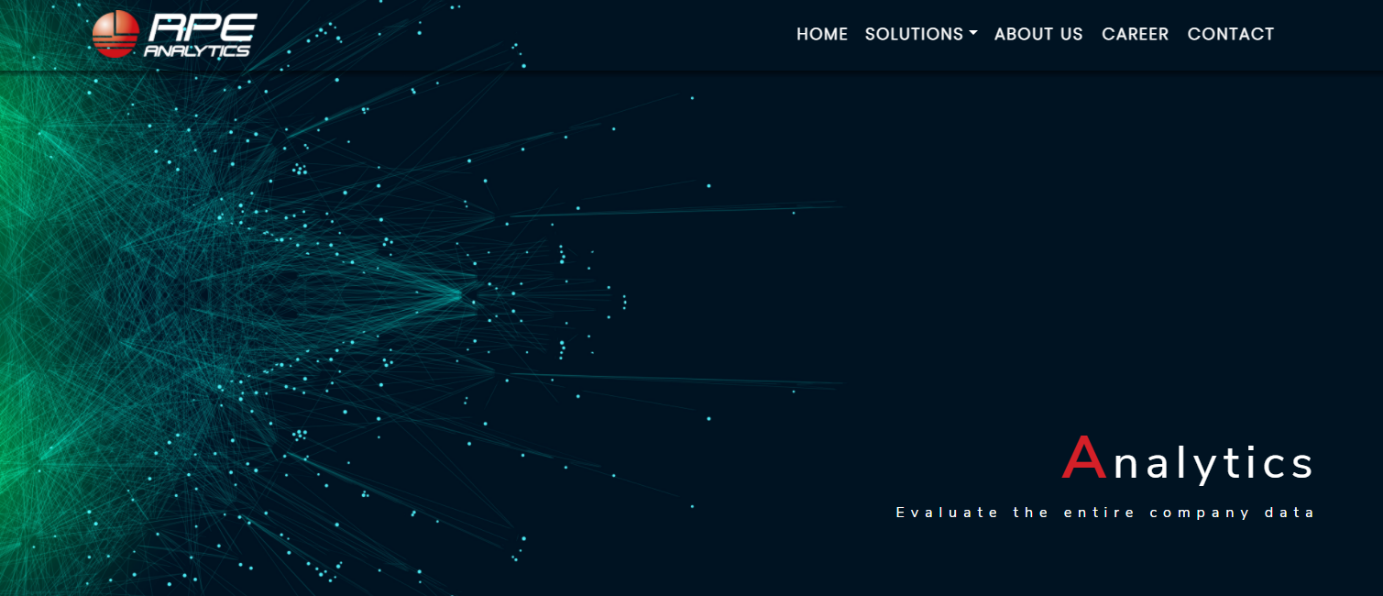 RPE
ANALYTICS
HOME SOLUTIONS ABOUT US CAREER CONTACT
Analytics
Evaluate the entire company data